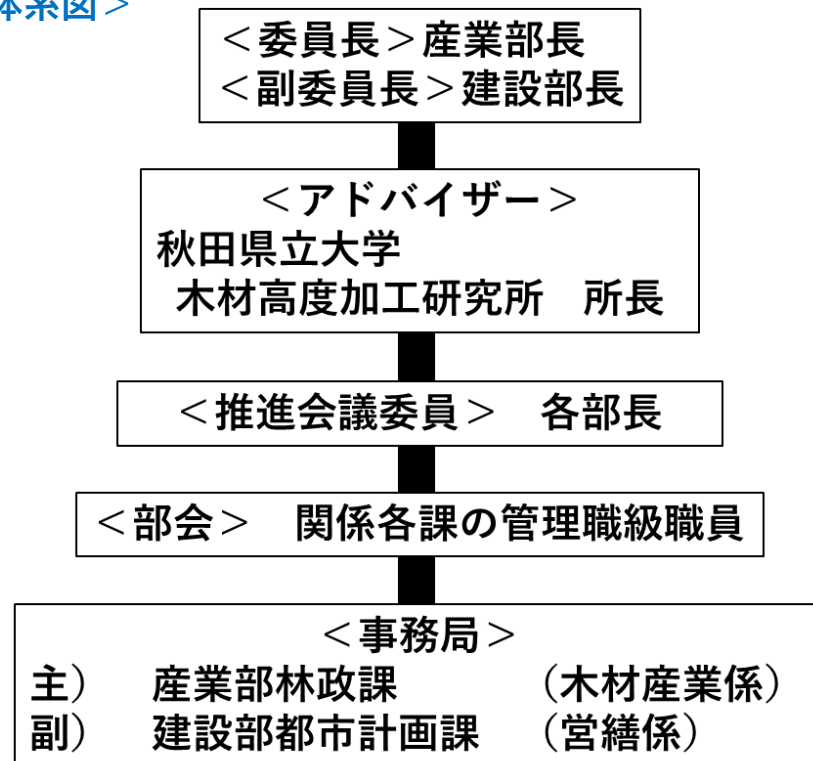 体系図＞
＜委員長＞産業部長
＜副委員長＞建設部長
＜アドバイザー＞
秋田県立大学
木材高度加工研究所　所長
＜推進会議委員＞　各部長
＜部会＞　関係各課の管理職級職員
＜事務局＞
主）　産業部林政課　（木材産業係）
副）　建設部都市計画課　（営繕係）